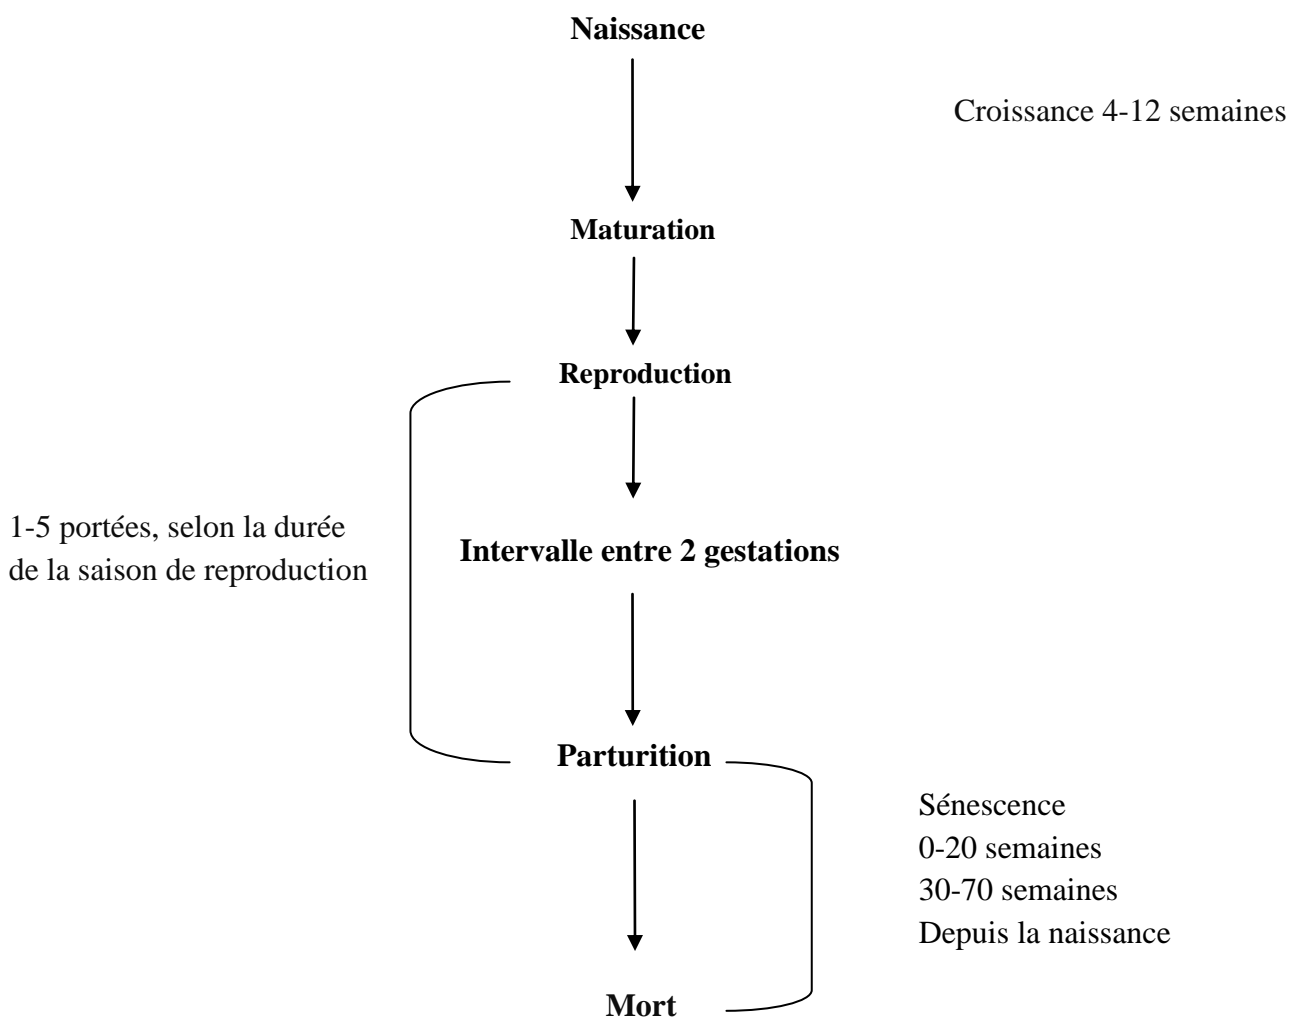 Naissance
Croissance 4-12 semaines
Maturation
Reproduction
1-5 portées, selon la durée
de la saison de reproduction
Intervalle entre 2 gestations
Parturition
Sénescence
0-20 semaines
30-70 semaines
Depuis la naissance
Mort